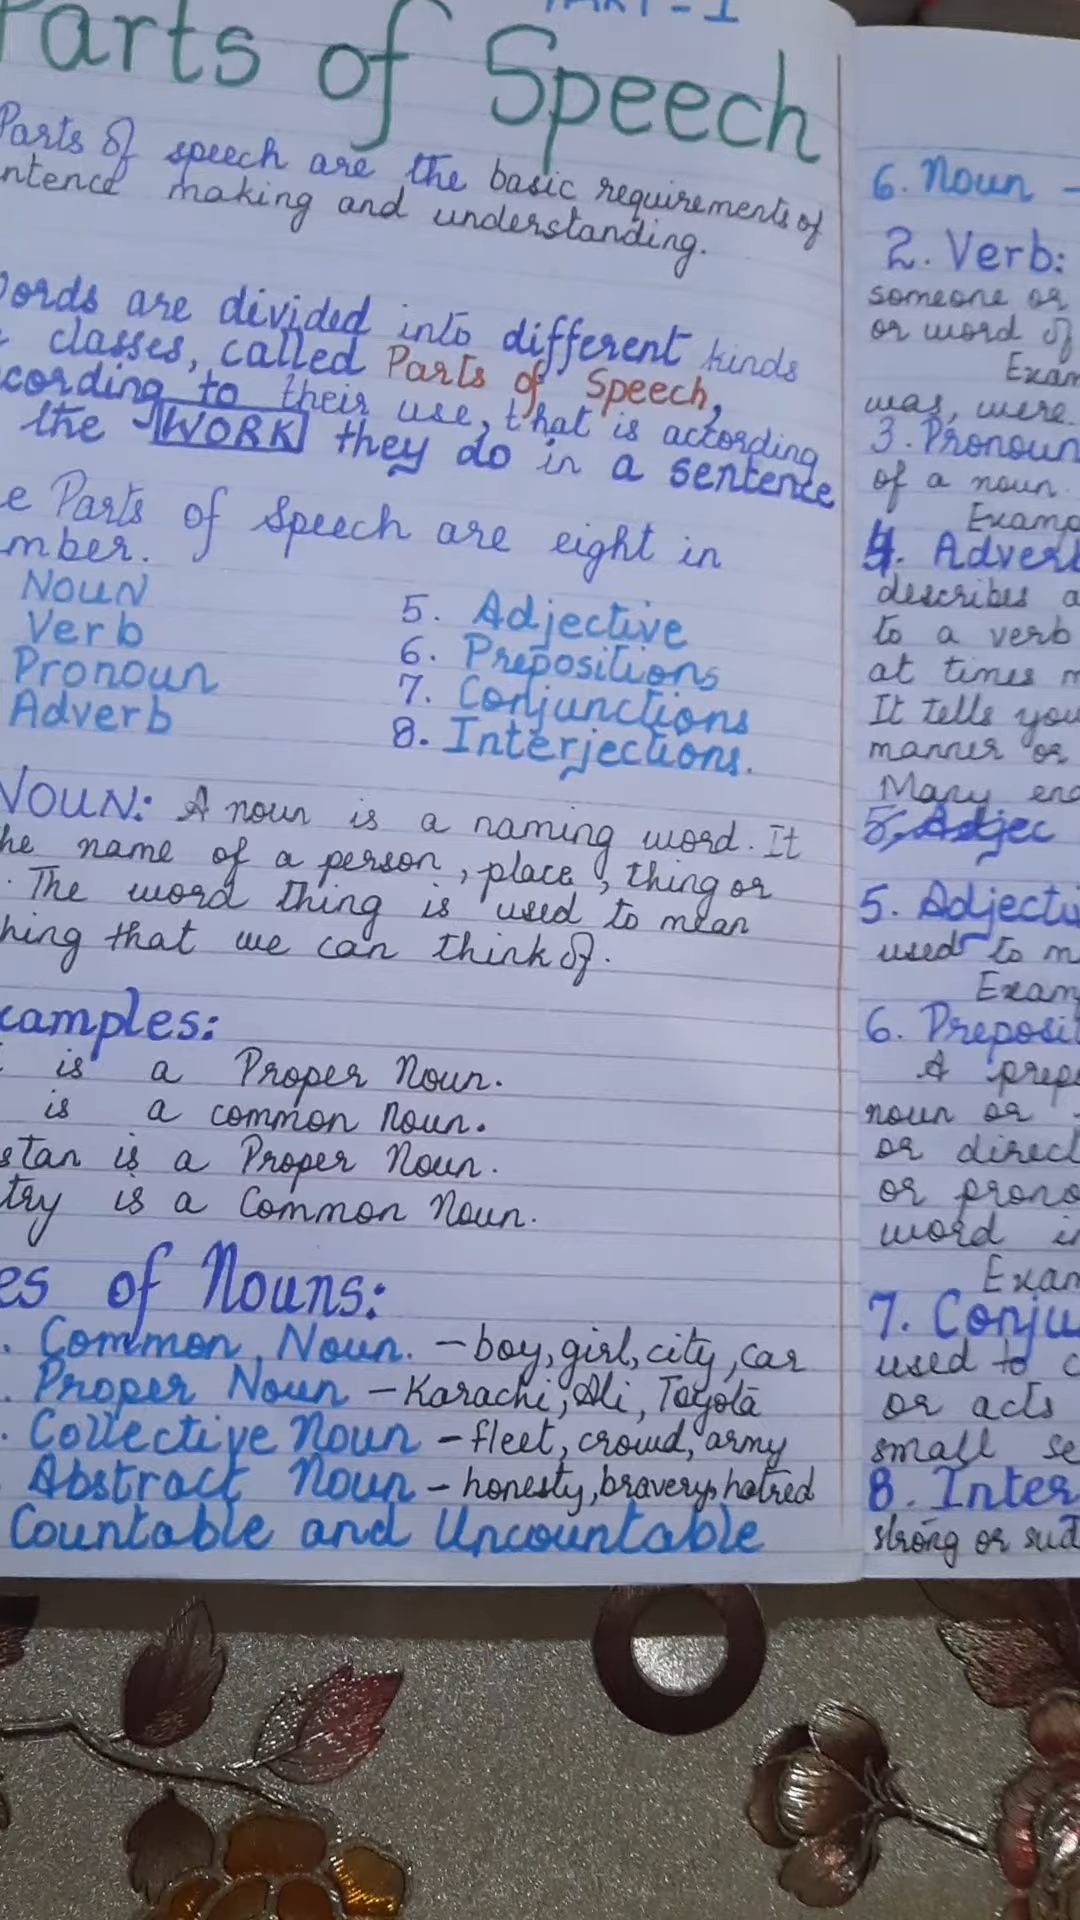 PART - I
Parts of Speech
Parts of speech are the basic requirements of
ntence making and understanding.
Words are divided into different kinds
classes, called Parts of Speech,
cording to their use, that is according
the WORK they do in a sentence
e Parts of Speech are eight in
mber.
Noun
Verb
Pronoun
Adverb
5. Adjective
6. Prepositions
7. Conjunctions
8. Interjections.
NOUN: A noun is a naming word. It
he name of a person, place, thing or
. The word thing is used to mean
hing that we can think of.
xamples:
is a Proper Noun.
is a common Noun.
stan is a Proper Noun.
try is a Common Noun.
es of Nouns:
. Common Noun. - boy, girl, city, car
. Proper Noun - Karachi, Ali, Toyota
. Collective Noun - fleet, crowd, army
Abstract Noun - honesty, bravery, hatred
Countable and Uncountable
6. Noun -
2. Verb:
someone or
or word of
Exam
was, were.
3. Pronoun
of a noun.
Examp
4. Adverb
describes a
to a verb
at times m
It tells you
manner or
Many end
5, Adjec
5. Adjecti
used to m
Exam
6. Preposit
A prepo
noun or
or direct
or prono
word in
Exam
7. Conju
used to c
or acts
small se
8. Inter
strong or sud